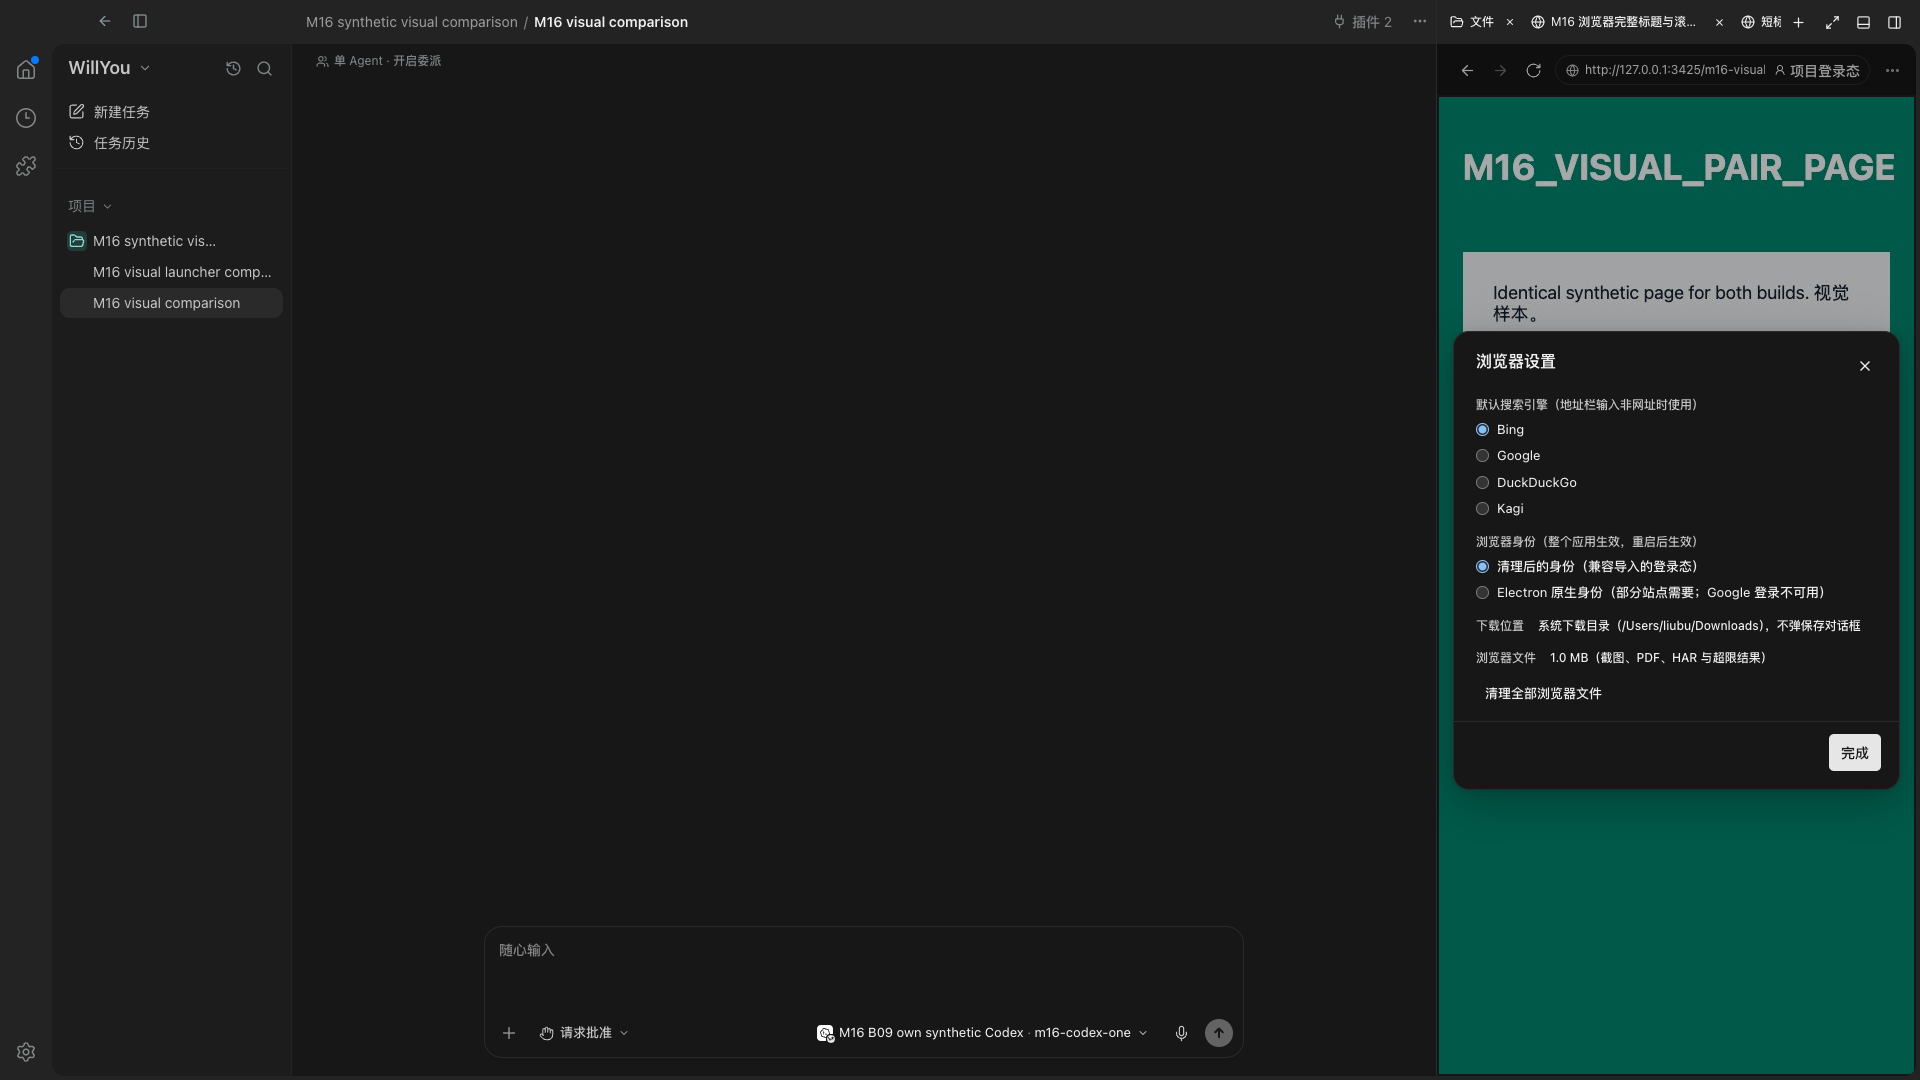 M16 synthetic visual comparison / M16 visual comparison
插件 2
文件
M16 浏览器完整标题与滚...
短标
WillYou
新建任务
任务历史
项目
M16 synthetic vis...
M16 visual launcher comp...
M16 visual comparison
单 Agent · 开启委派
随心输入
请求批准
M16 B09 own synthetic Codex · m16-codex-one
http://127.0.0.1:3425/m16-visual
项目登录态
M16_VISUAL_PAIR_PAGE
Identical synthetic page for both builds. 视觉
样本。
浏览器设置
默认搜索引擎（地址栏输入非网址时使用）
Bing
Google
DuckDuckGo
Kagi
浏览器身份（整个应用生效，重启后生效）
清理后的身份（兼容导入的登录态）
Electron 原生身份（部分站点需要；Google 登录不可用）
下载位置 系统下载目录（/Users/liubu/Downloads），不弹保存对话框
浏览器文件 1.0 MB（截图、PDF、HAR 与超限结果）
清理全部浏览器文件
完成